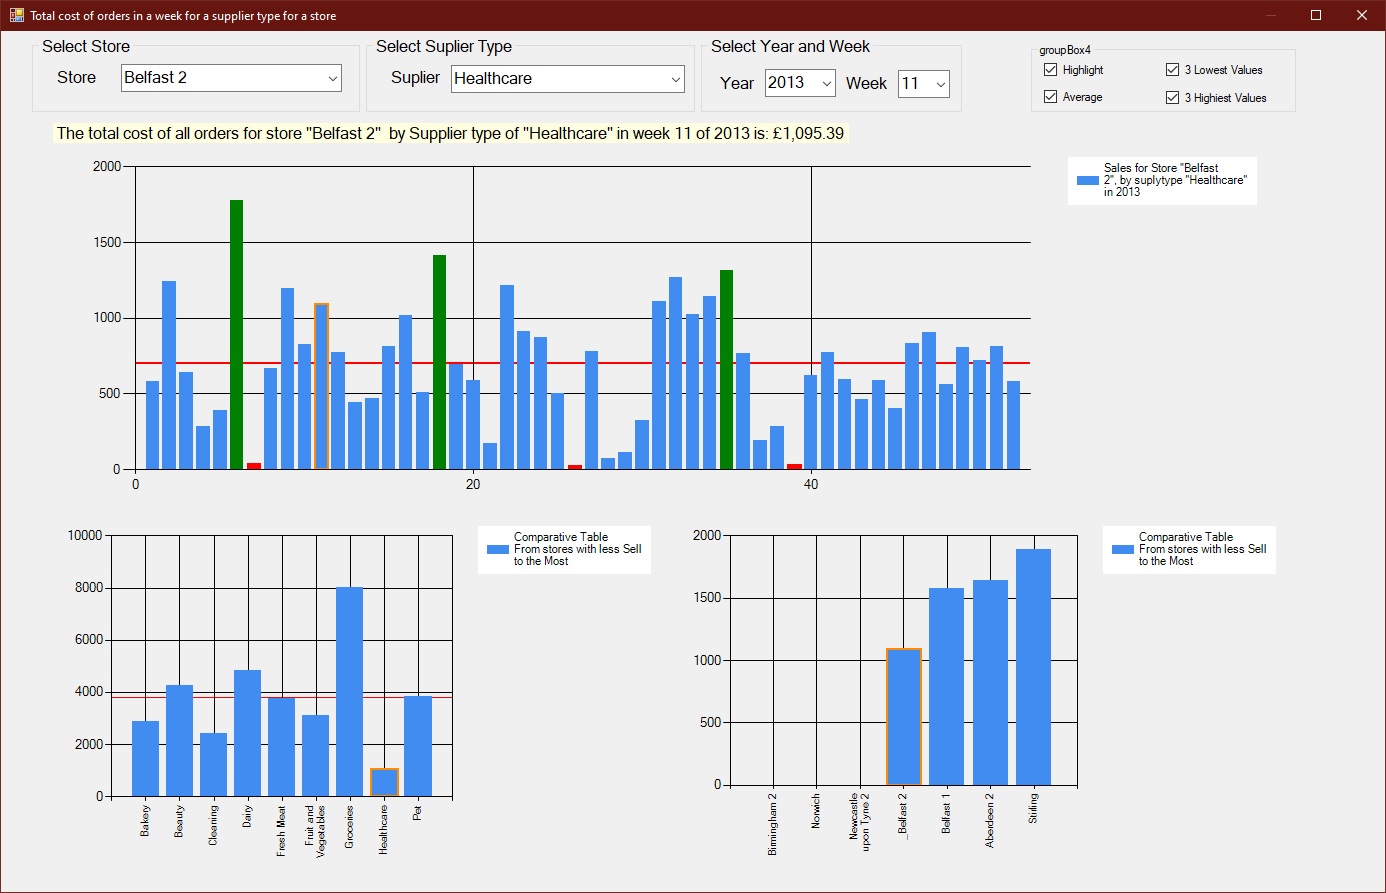 Total cost of orders in a week for a supplier type for a store
Select Store
Store
Belfast 2
Select Suplier Type
Suplier
Healthcare
Select Year and Week
Year
2013
Week
11
groupBox4
Highlight
3 Lowest Values
Average
3 Highiest Values
The total cost of all orders for store "Belfast 2"  by Supplier type of "Healthcare" in week 11 of 2013 is: £1,095.39
2000
1500
1000
500
0
0
20
40
Sales for Store "Belfast
2", by suplytype "Healthcare"
in 2013
10000
8000
6000
4000
2000
0
Bakery
Beauty
Cleaning
Dairy
Fresh Meat
Fruit and
Vegetables
Groceries
Healthcare
Pet
Comparative Table
From stores with less Sell
to the Most
2000
1500
1000
500
0
Birmingham 2
Norwich
Newcastle
upon Tyne 2
_Belfast 2
Belfast 1
Aberdeen 2
Stirling
Comparative Table
From stores with less Sell
to the Most